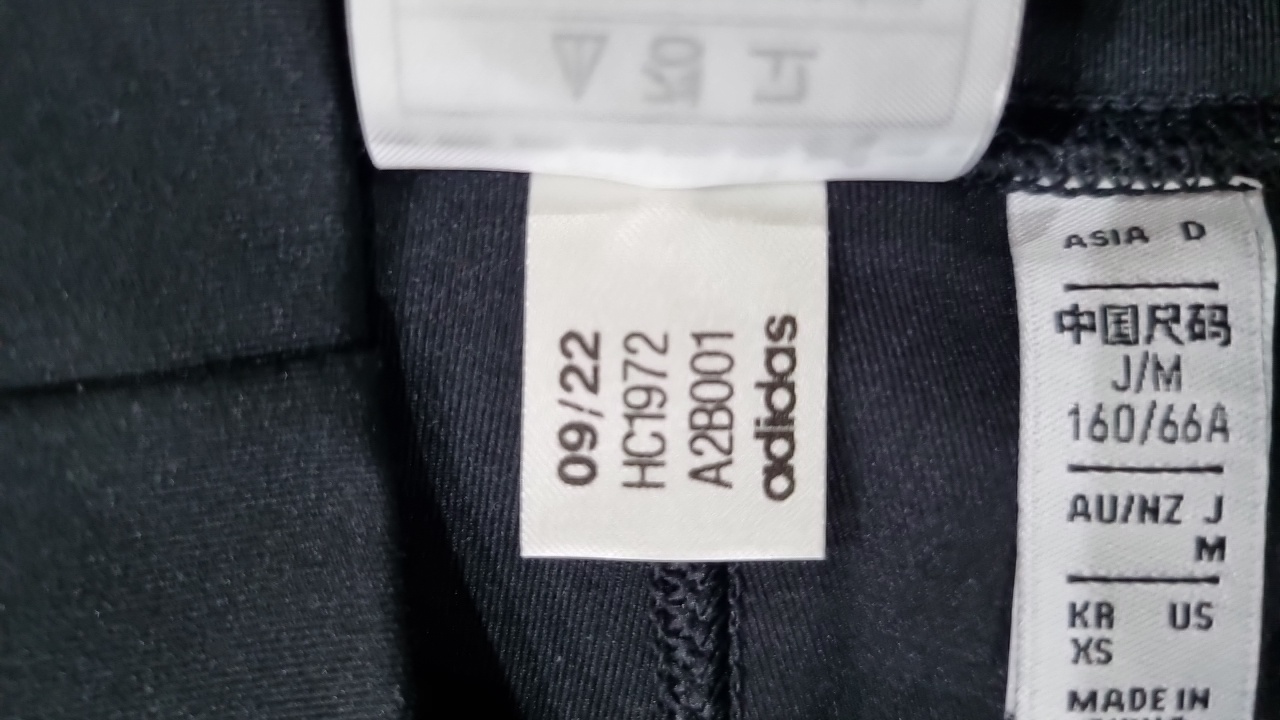 09/22
HC1972
A2B001
adidas
ASIA D
中国尺码
J/M
160/66A
AU/NZ J
M
KR US
XS
MADE IN